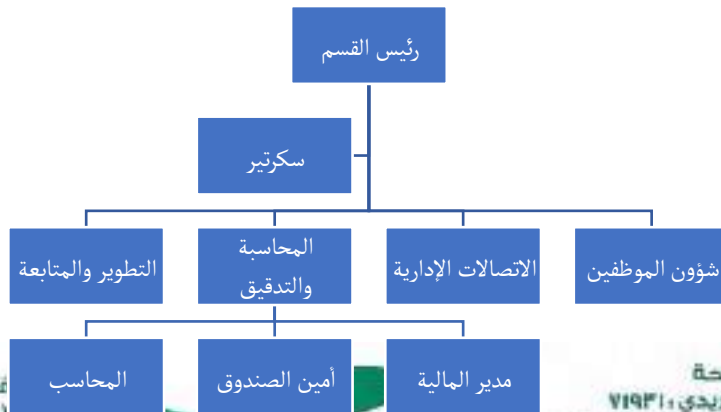 رئيس القسم
سكرتير
شؤون الموظفين
الاتصالات الإدارية
المحاسبة
والتدقيق
التطوير والمتابعة
مدير المالية
أمين الصندوق
المحاسب